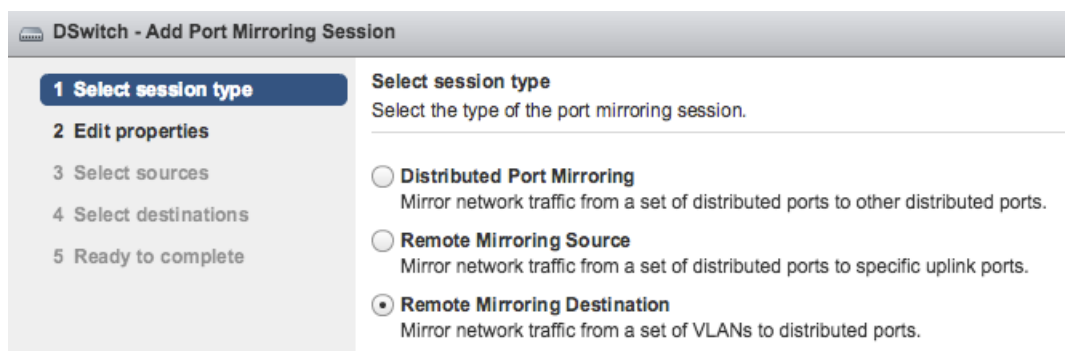 DSwitch - Add Port Mirroring Session
1 Select session type
2 Edit properties
3 Select sources
4 Select destinations
5 Ready to complete
Select session type
Select the type of the port mirroring session.
Distributed Port Mirroring
Mirror network traffic from a set of distributed ports to other distributed ports.
Remote Mirroring Source
Mirror network traffic from a set of distributed ports to specific uplink ports.
Remote Mirroring Destination
Mirror network traffic from a set of VLANs to distributed ports.